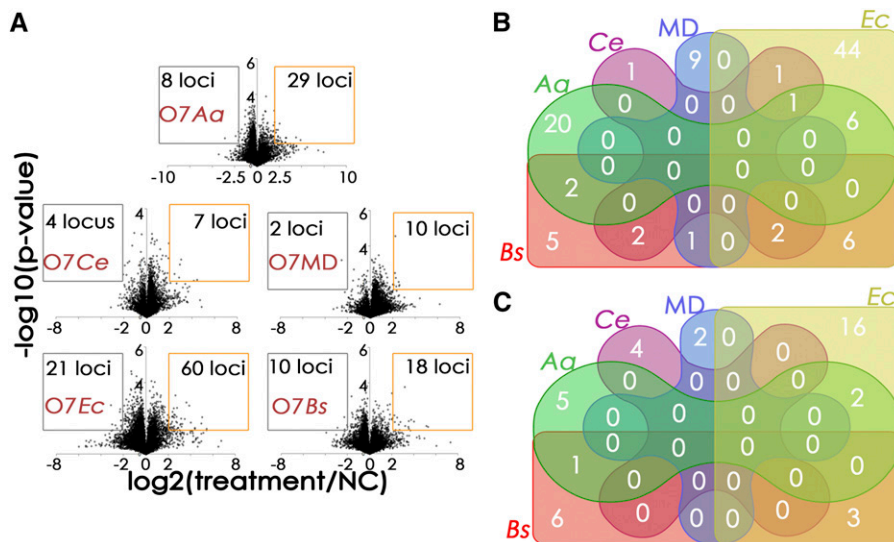 A
6
8 loci
29 loci
O7Aa
4
-10
-2.5
0
2.5
10
-log10(p-value)
4 locus
4
7 loci
O7Ce
2
-8
-2
0
2
8
6
2 loci
10 loci
4
O7MD
2
-8
-2
0
2
8
6
21 loci
60 loci
4
O7Ec
-8
-2
0
2
8
6
10 loci
18 loci
4
O7Bs
-8
-2
0
2
8
log2(treatment/NC)
B
Ec
MD
Ce
Aa
9 0
44
1
1
0 0 0 1
20
6
0 0 0 0
0 0 0 0
2
0 0 0 0
0
5
2
1 0
2
6
Bs
C
Ec
MD
Ce
Aa
2 0
16
4
0
0 0 0 0
5
2
0 0 0 0
0 0 0 0
1
0 0 0 0
0
6
0
0 0
0
3
Bs